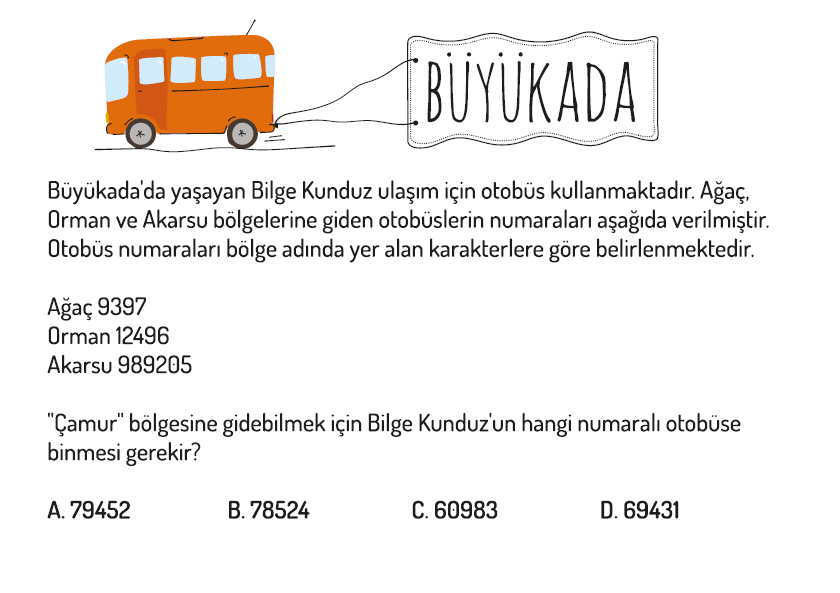 BÜYÜKADA
Büyükada'da yaşayan Bilge Kunduz ulaşım için otobüs kullanmaktadır. Ağaç,
Orman ve Akarsu bölgelerine giden otobüslerin numaraları aşağıda verilmiştir.
Otobüs numaraları bölge adında yer alan karakterlere göre belirlenmektedir.
Ağaç 9397
Orman 12496
Akarsu 989205
"Çamur" bölgesine gidebilmek için Bilge Kunduz'un hangi numaralı otobüse
binmesi gerekir?
A. 79452 B. 78524 C. 60983 D. 69431